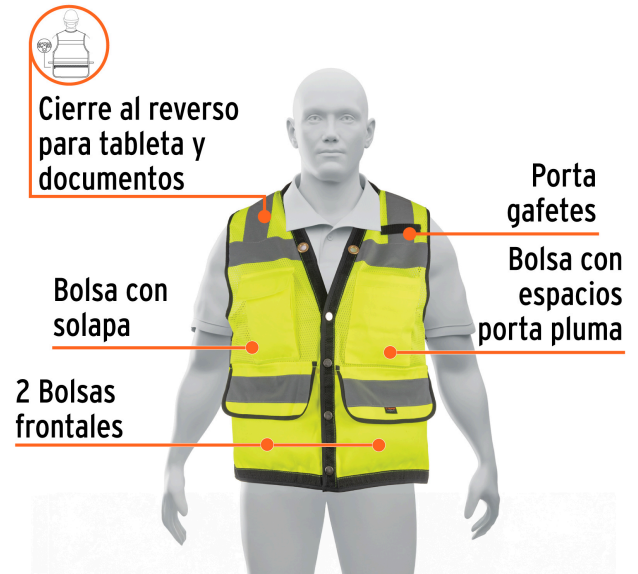 Cierre al reverso
para tableta y
documentos
Porta
gafetes
Bolsa con
espacios
porta pluma
Bolsa con
solapa
2 Bolsas
frontales